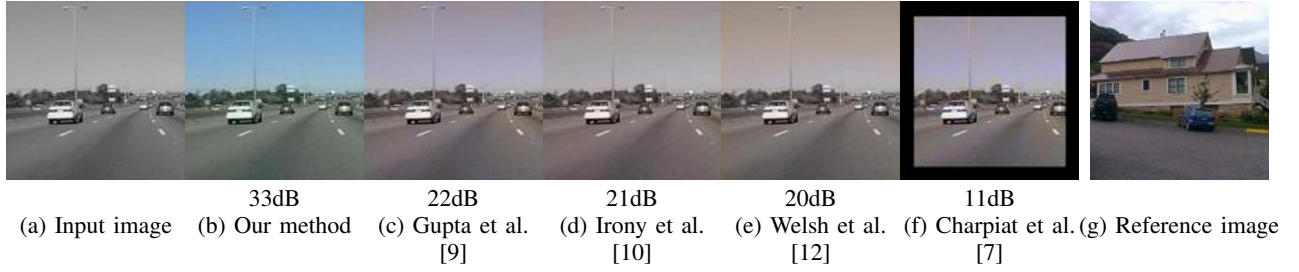 33dB 22dB 21dB 20dB 11dB
(a) Input image (b) Our method (c) Gupta et al. (d) Irony et al. (e) Welsh et al. (f) Charpiat et al. (g) Reference image
[9] [10] [12] [7]